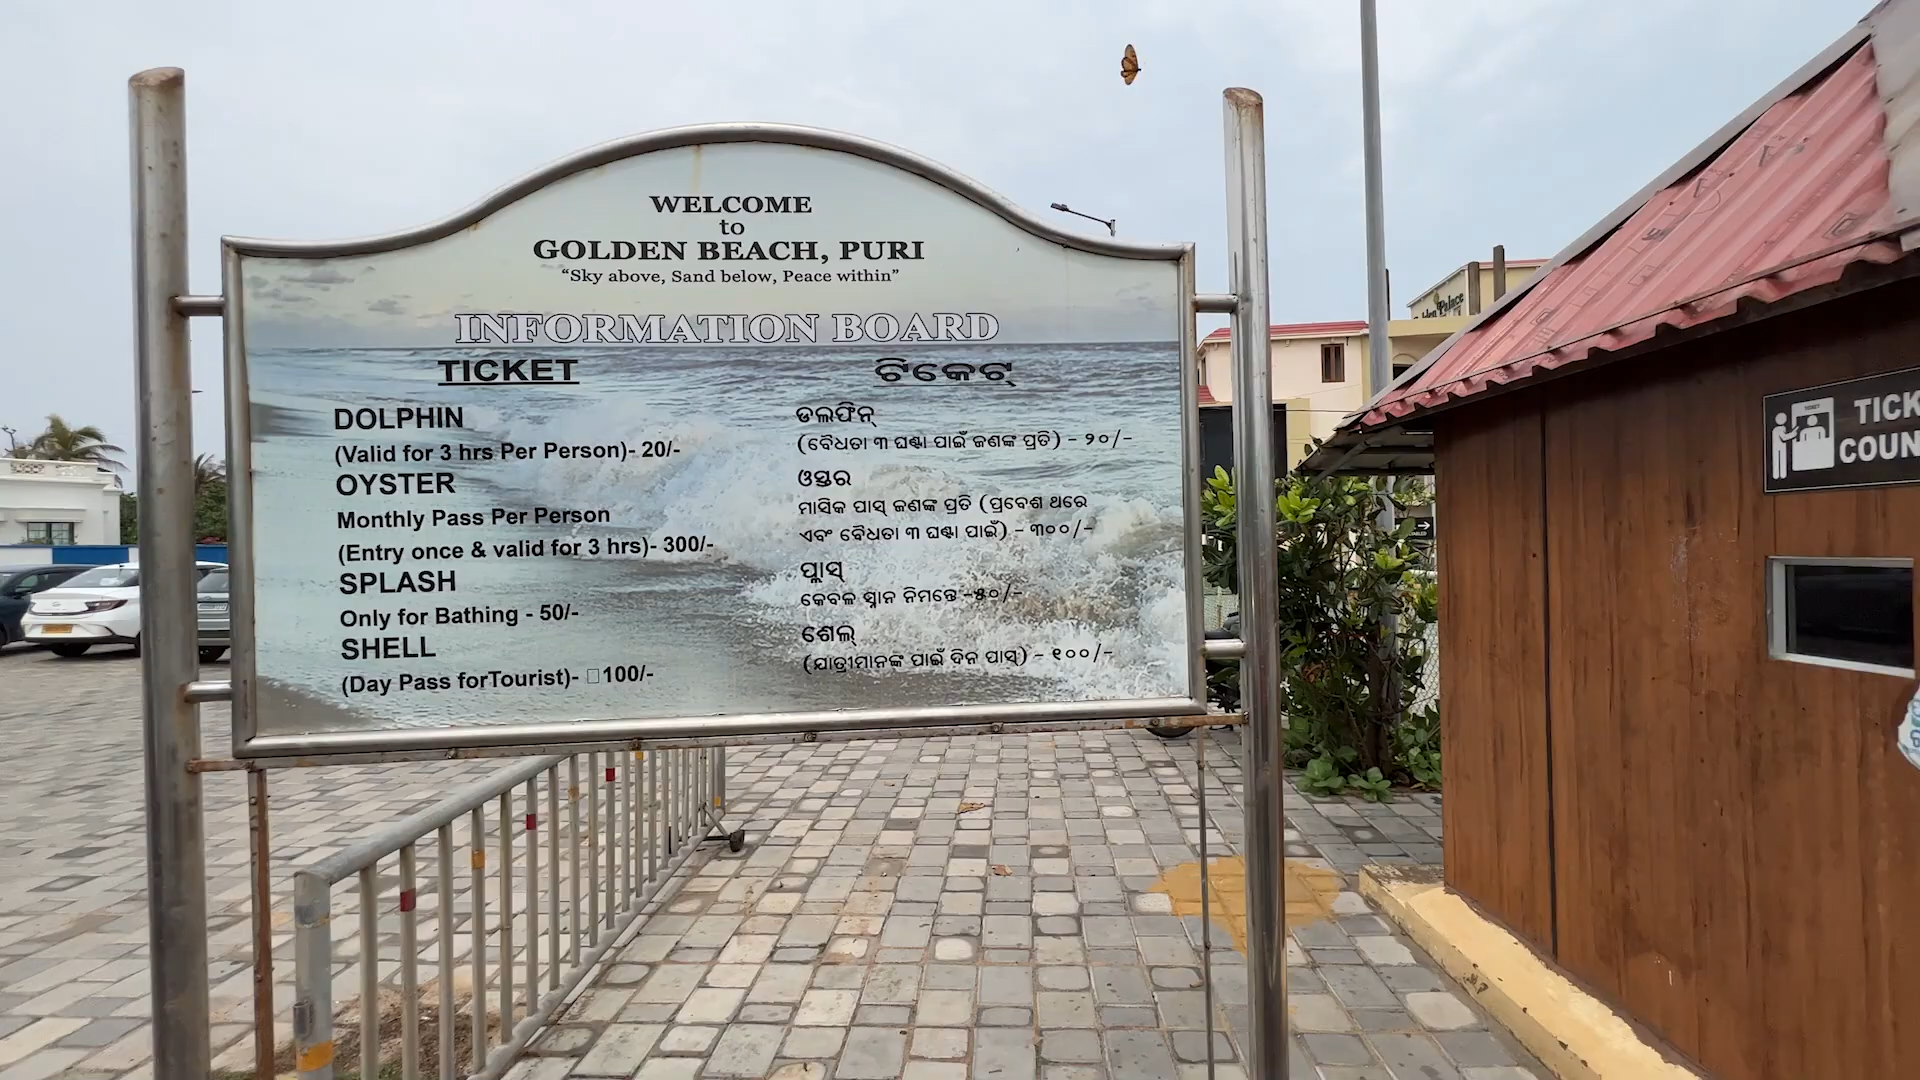 WELCOME
to
GOLDEN BEACH, PURI
“Sky above, Sand below, Peace within”
INFORMATION BOARD
TICKET
DOLPHIN
(Valid for 3 hrs Per Person)- 20/-
OYSTER
Monthly Pass Per Person
(Entry once & valid for 3 hrs)- 300/-
SPLASH
Only for Bathing - 50/-
SHELL
(Day Pass forTourist)- □100/-
ଟିକେଟ୍
ଡଲଫିନ୍
(ବୈଧତା ୩ ଘଣ୍ଟା ପାଇଁ ଜଣଙ୍କ ପ୍ରତି) - ୨୦/-
ଓସ୍ତର
ମାସିକ ପାସ୍ ଜଣଙ୍କ ପ୍ରତି (ପ୍ରବେଶ ଥରେ
ଏବଂ ବୈଧତା ୩ ଘଣ୍ଟା ପାଇଁ) - ୩୦୦/-
ସ୍ପ୍ଲାସ୍
କେବଳ ସ୍ନାନ ନିମନ୍ତେ -୫୦/-
ଶେଲ୍
(ଯାତ୍ରୀମାନଙ୍କ ପାଇଁ ଦିନ ପାସ୍) - ୧୦୦/-
Palace
TICK
COUN